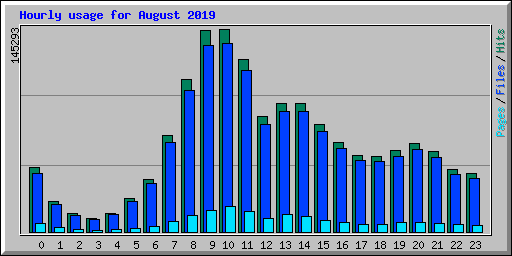 Hourly usage for August 2019
145293
Pages/Files/Hits
0 1 2 3 4 5 6 7 8 9 10 11 12 13 14 15 16 17 18 19 20 21 22 23